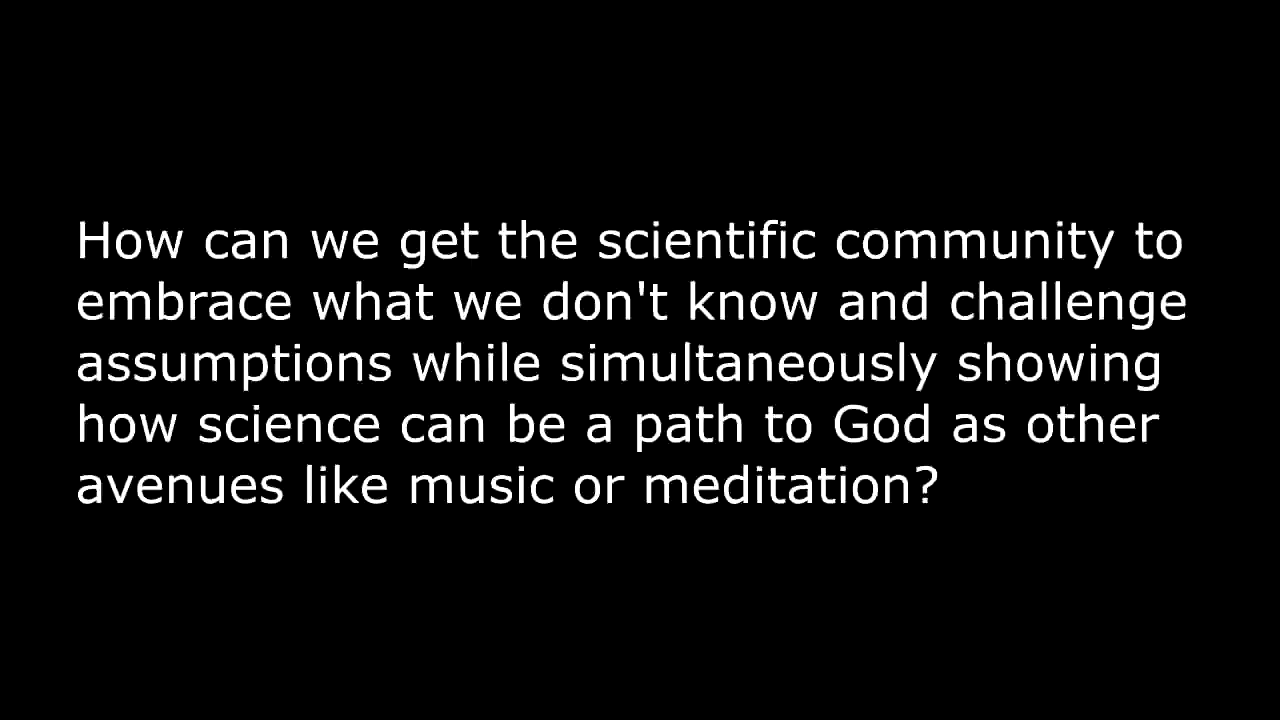 How can we get the scientific community to
embrace what we don't know and challenge
assumptions while simultaneously showing
how science can be a path to God as other
avenues like music or meditation?